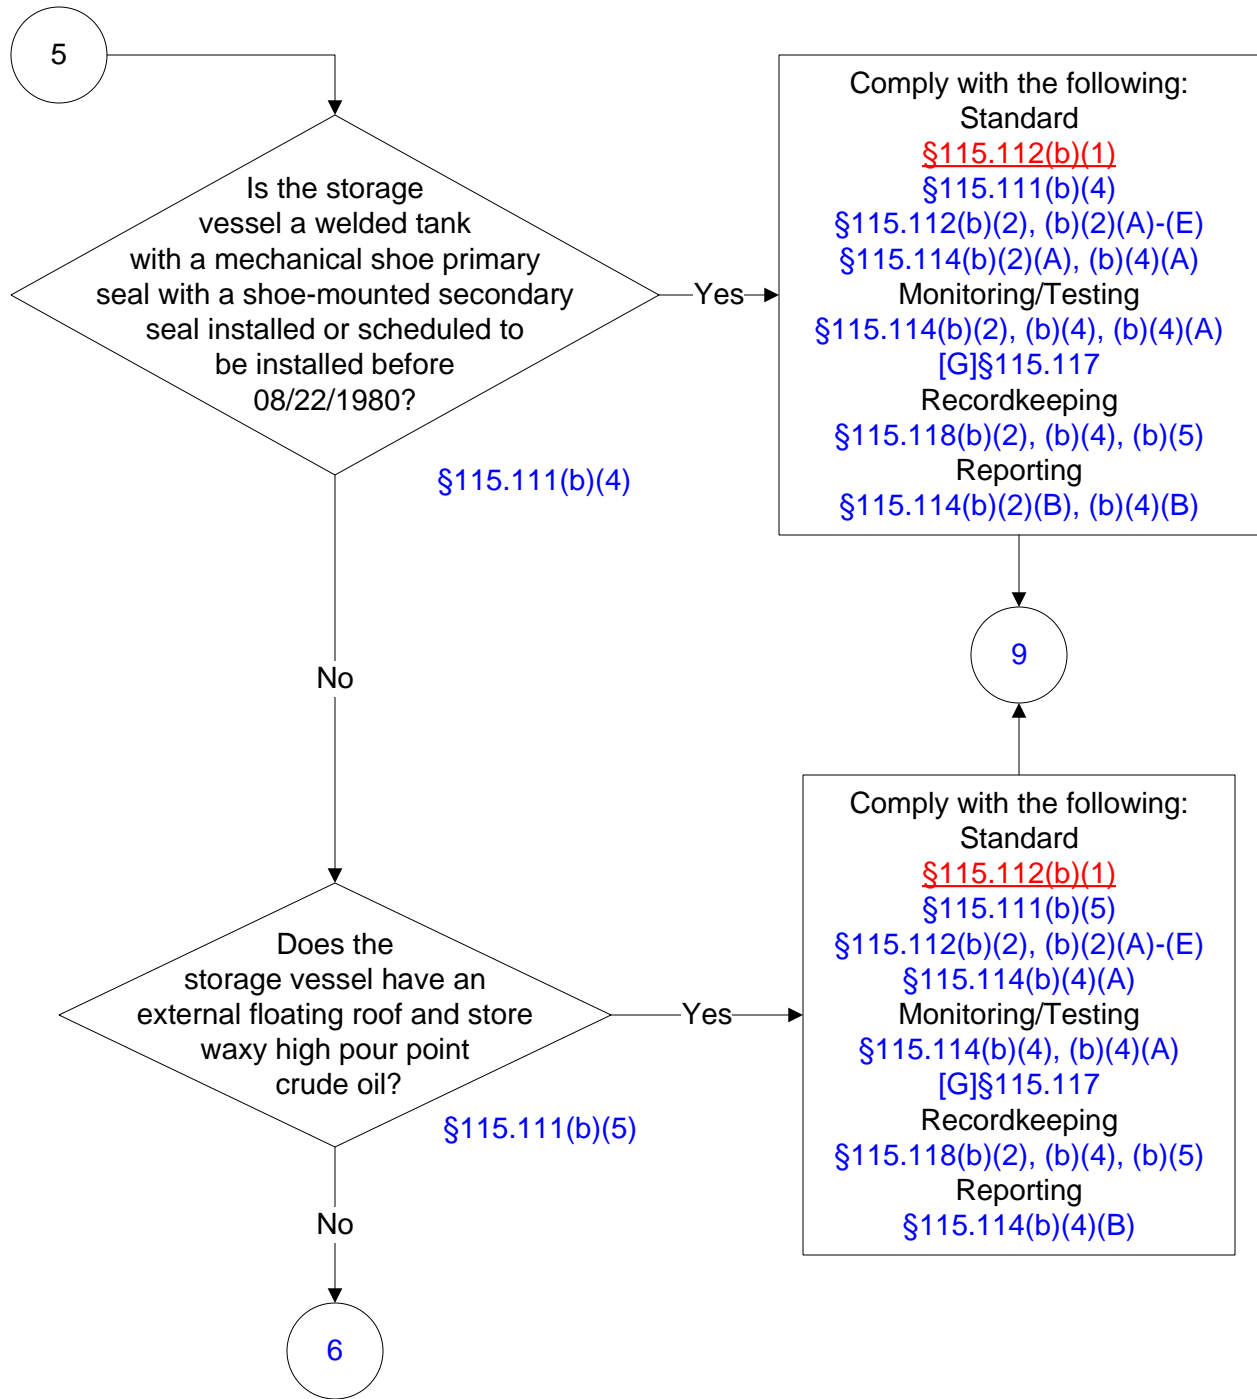 5
Is the storage
vessel a welded tank
with a mechanical shoe primary
seal with a shoe-mounted secondary
seal installed or scheduled to
be installed before
08/22/1980?
§115.111(b)(4)
Yes
Comply with the following:
Standard
§115.112(b)(1)
§115.111(b)(4)
§115.112(b)(2), (b)(2)(A)-(E)
§115.114(b)(2)(A), (b)(4)(A)
Monitoring/Testing
§115.114(b)(2), (b)(4), (b)(4)(A)
[G]§115.117
Recordkeeping
§115.118(b)(2), (b)(4), (b)(5)
Reporting
§115.114(b)(2)(B), (b)(4)(B)
9
No
Does the
storage vessel have an
external floating roof and store
waxy high pour point
crude oil?
§115.111(b)(5)
Yes
Comply with the following:
Standard
§115.112(b)(1)
§115.111(b)(5)
§115.112(b)(2), (b)(2)(A)-(E)
§115.114(b)(4)(A)
Monitoring/Testing
§115.114(b)(4), (b)(4)(A)
[G]§115.117
Recordkeeping
§115.118(b)(2), (b)(4), (b)(5)
Reporting
§115.114(b)(4)(B)
No
6